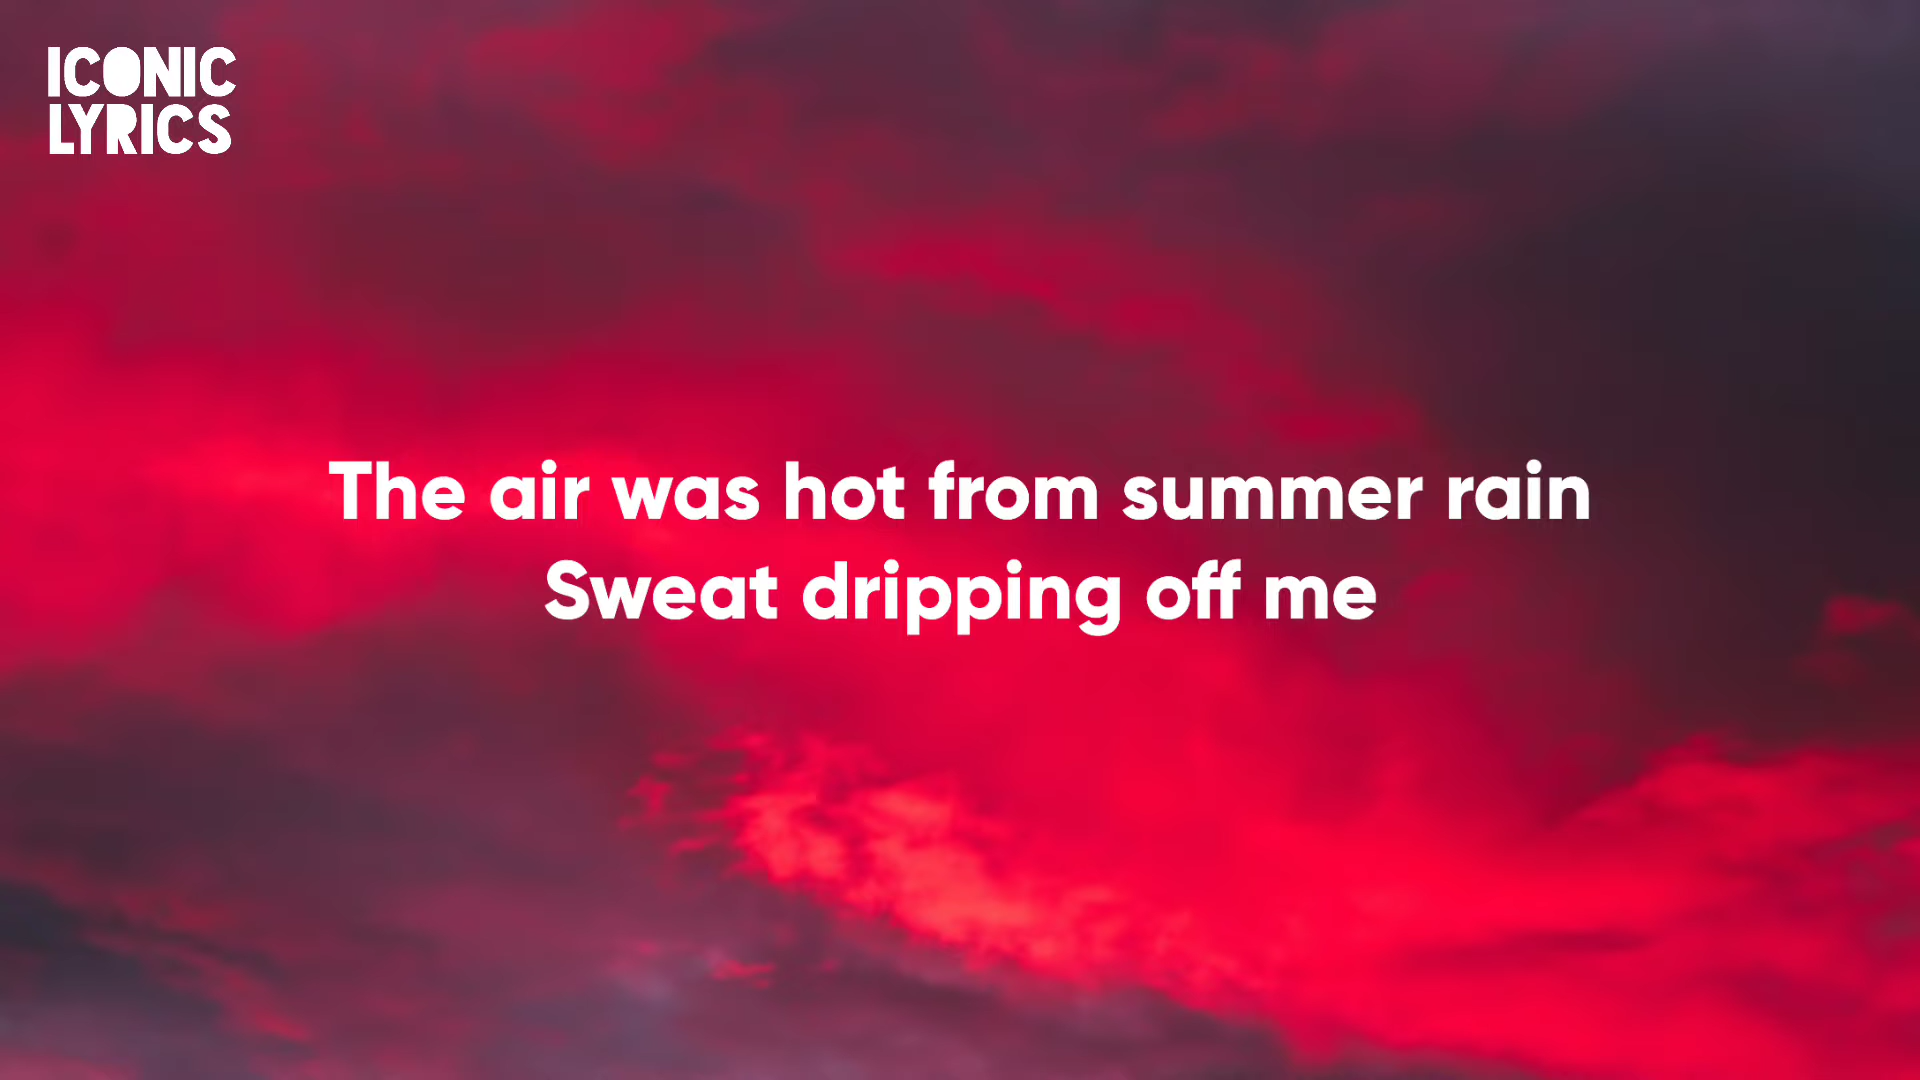 ICONIC
LYRICS
The air was hot from summer rain
Sweat dripping off me